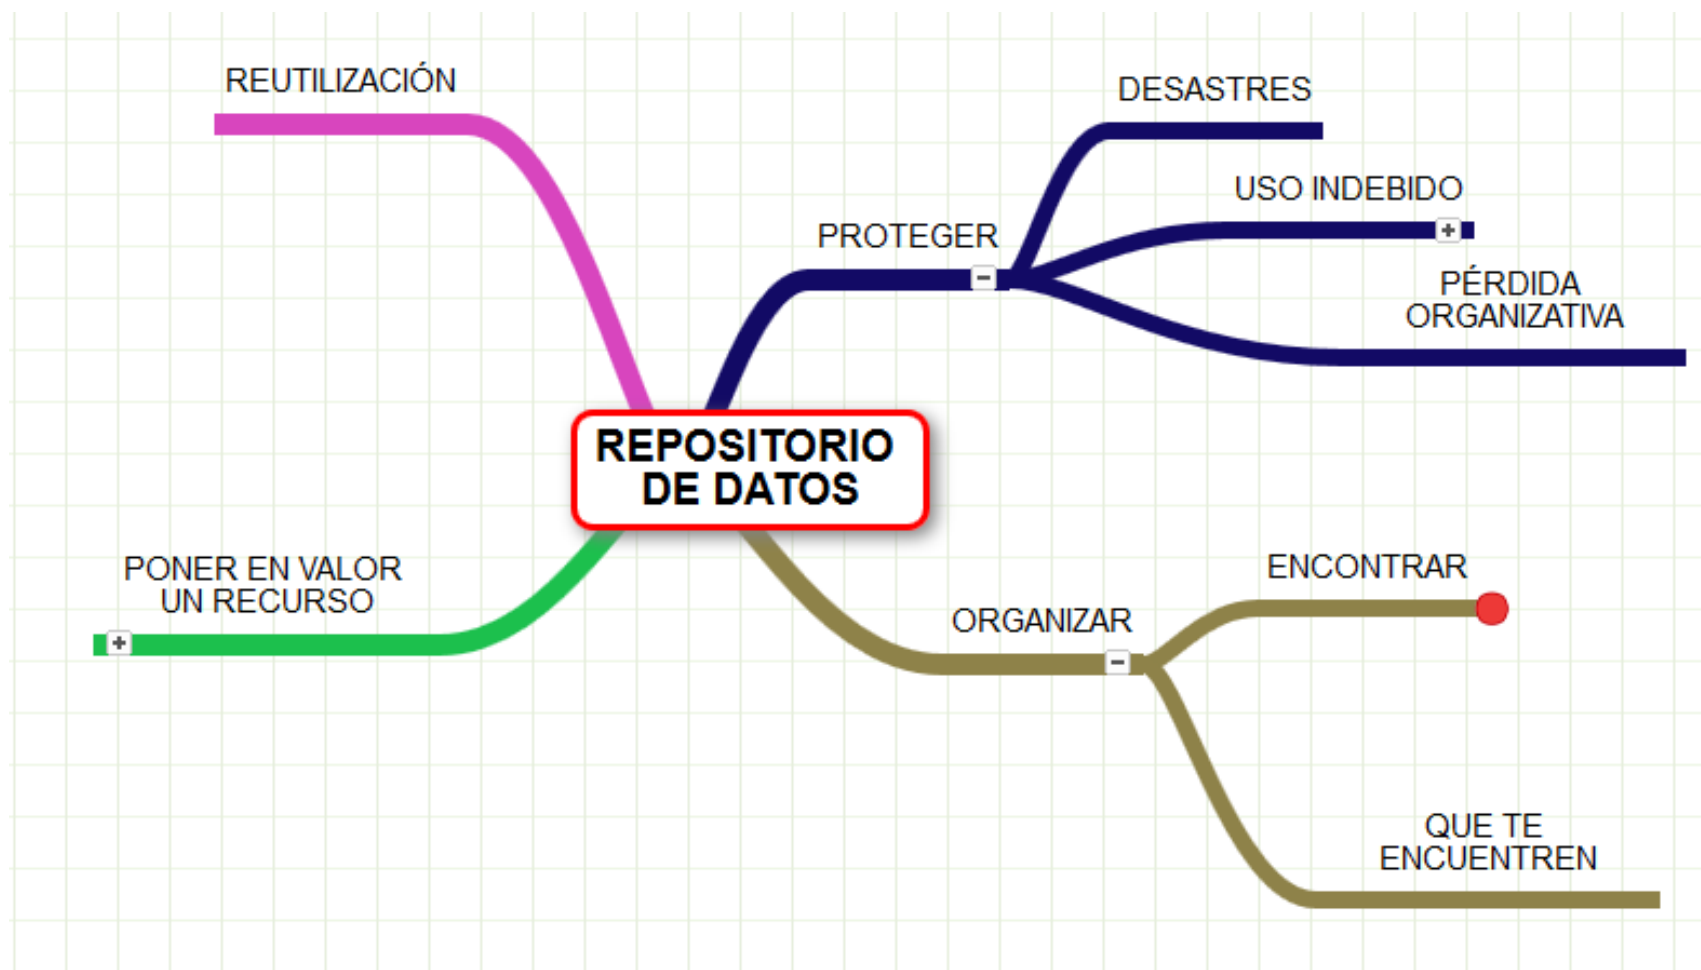 REUTILIZACIÓN
DESASTRES
USO INDEBIDO
PROTEGER
PÉRDIDA
ORGANIZATIVA
REPOSITORIO
DE DATOS
PONER EN VALOR
UN RECURSO
ENCONTRAR
ORGANIZAR
QUE TE
ENCUENTREN